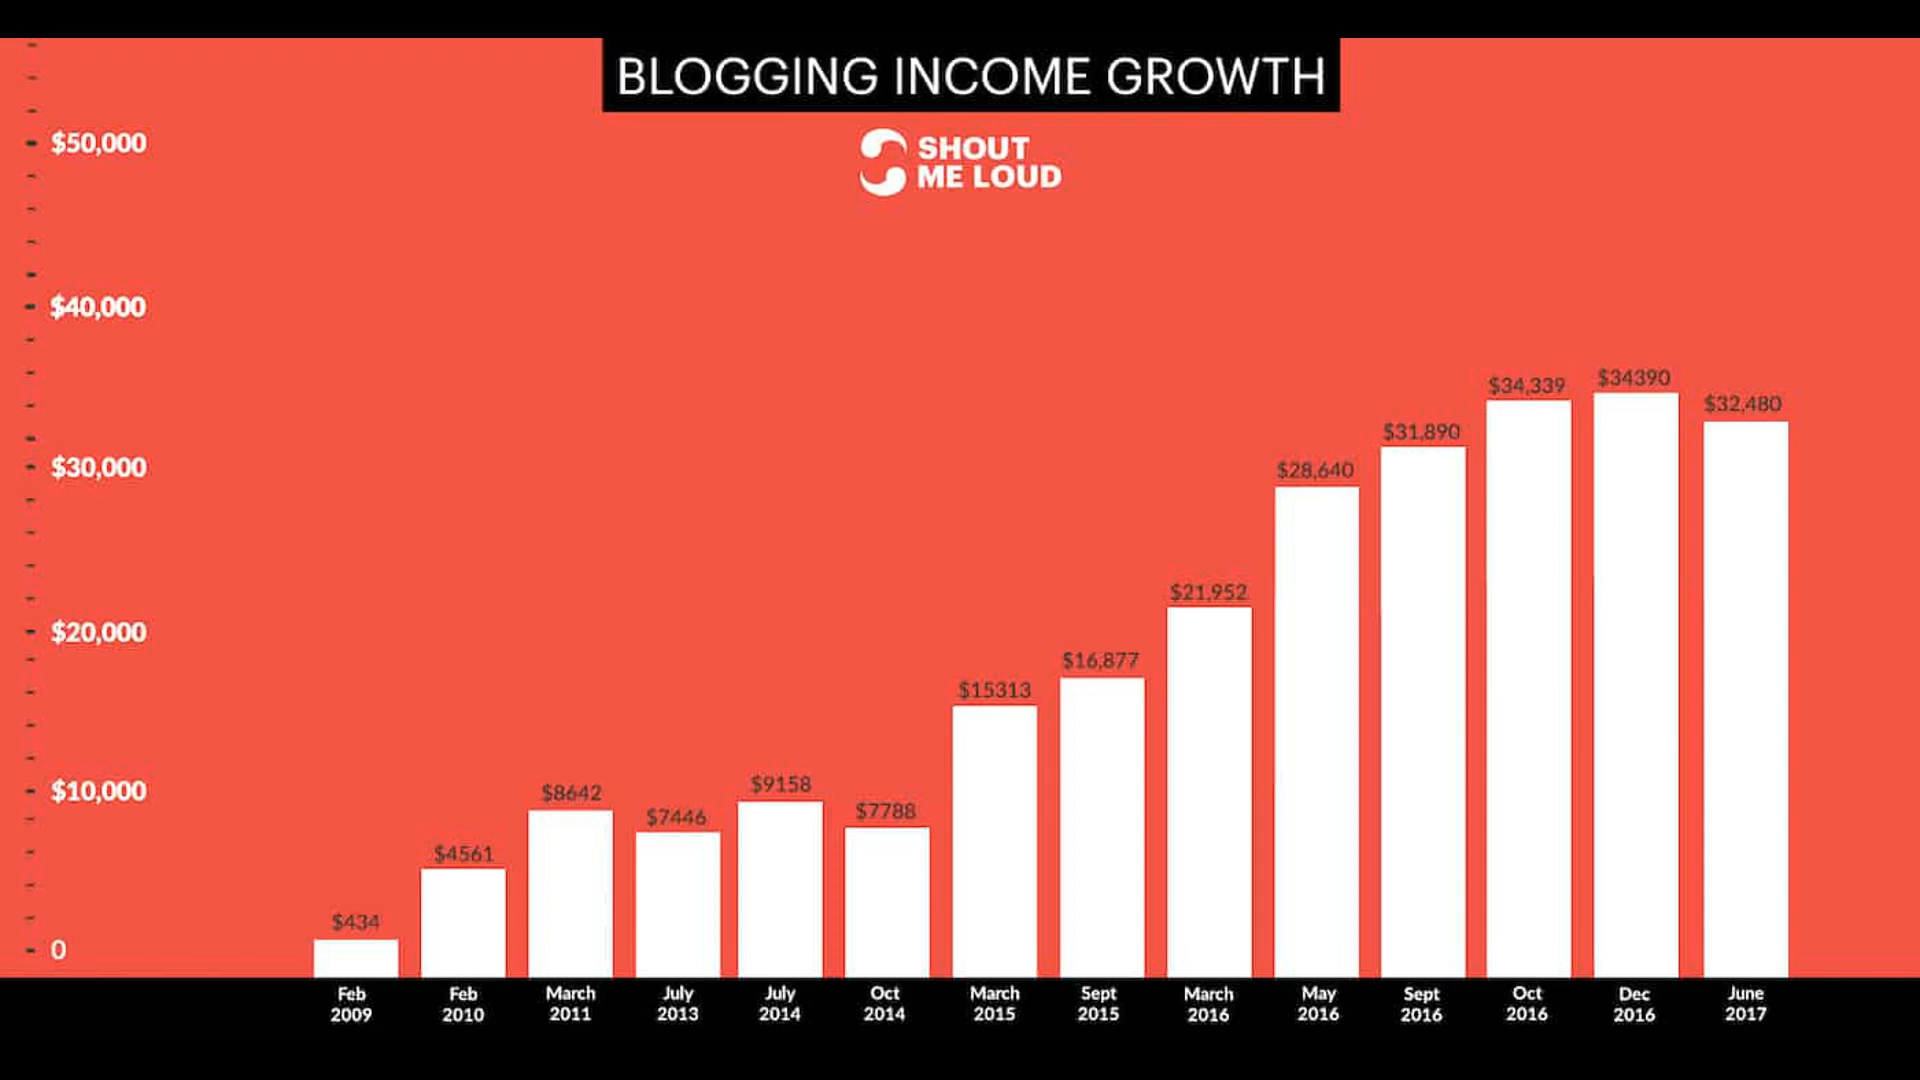 BLOGGING INCOME GROWTH
SHOUT
ME LOUD
$50,000
$40,000
$30,000
$20,000
$10,000
0
$434
$4561
$8642
$7446
$9158
$7788
$15313
$16,877
$21,952
$28,640
$31,890
$34,339
$34390
$32,480
Feb
2009
Feb
2010
March
2011
July
2013
July
2014
Oct
2014
March
2015
Sept
2015
March
2016
May
2016
Sept
2016
Oct
2016
Dec
2016
June
2017